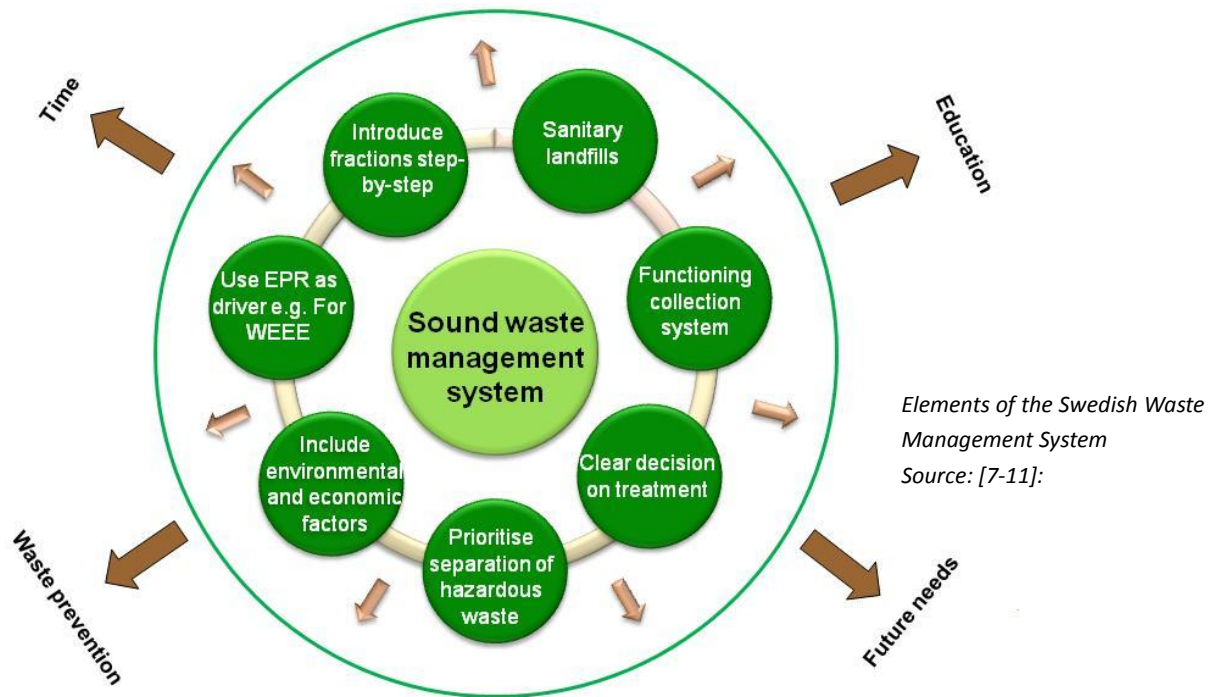 Time
Education
Introduce
fractions step-
by-step
Sanitary
landfills
Use EPR as
driver e.g. For
WEEE
Functioning
collection
system
Sound waste
management
system
Elements of the Swedish Waste
Management System
Source: [7-11]:
Include
environmental
and economic
factors
Clear decision
on treatment
Prioritise
separation of
hazardous
waste
Waste prevention
Future needs